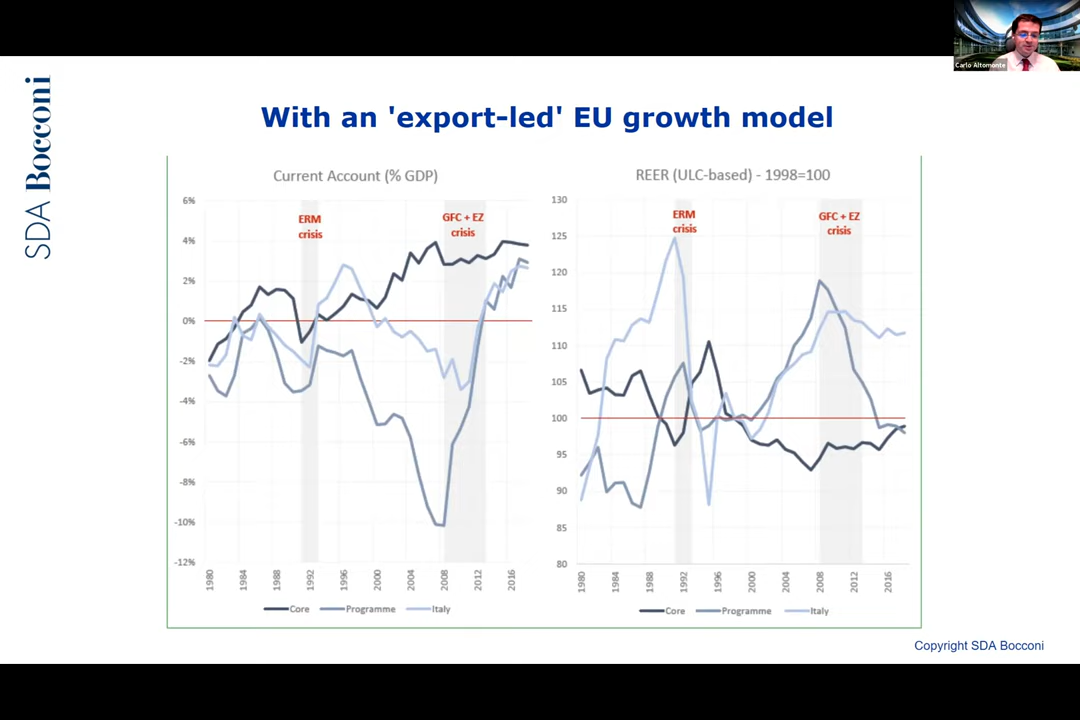 Carlo Altomonte
SDA Bocconi
With an 'export-led' EU growth model
Current Account (% GDP)
6%
4%
2%
0%
-2%
-4%
-6%
-8%
-10%
-12%
ERM
crisis
GFC + EZ
crisis
1980
1984
1988
1992
1996
2000
2004
2008
2012
2016
Core
Programme
Italy
REER (ULC-based) - 1998=100
130
125
120
115
110
105
100
95
90
85
80
ERM
crisis
GFC + EZ
crisis
1980
1984
1988
1992
1996
2000
2004
2008
2012
2016
Core
Programme
Italy
Copyright SDA Bocconi